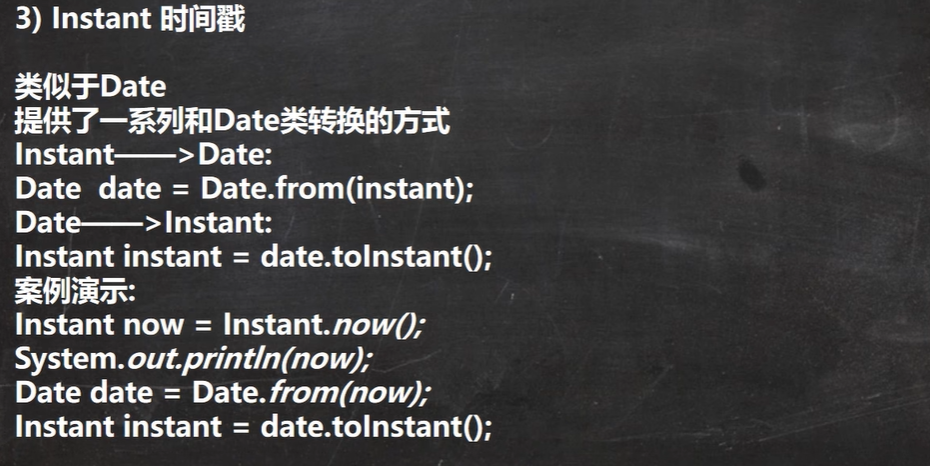 3) Instant 时间戳
类似于Date
提供了一系列和Date类转换的方式
Instant——>Date:
Date  date = Date.from(instant);
Date——>Instant:
Instant instant = date.toInstant();
案例演示:
Instant now = Instant.now();
System.out.println(now);
Date date = Date.from(now);
Instant instant = date.toInstant();